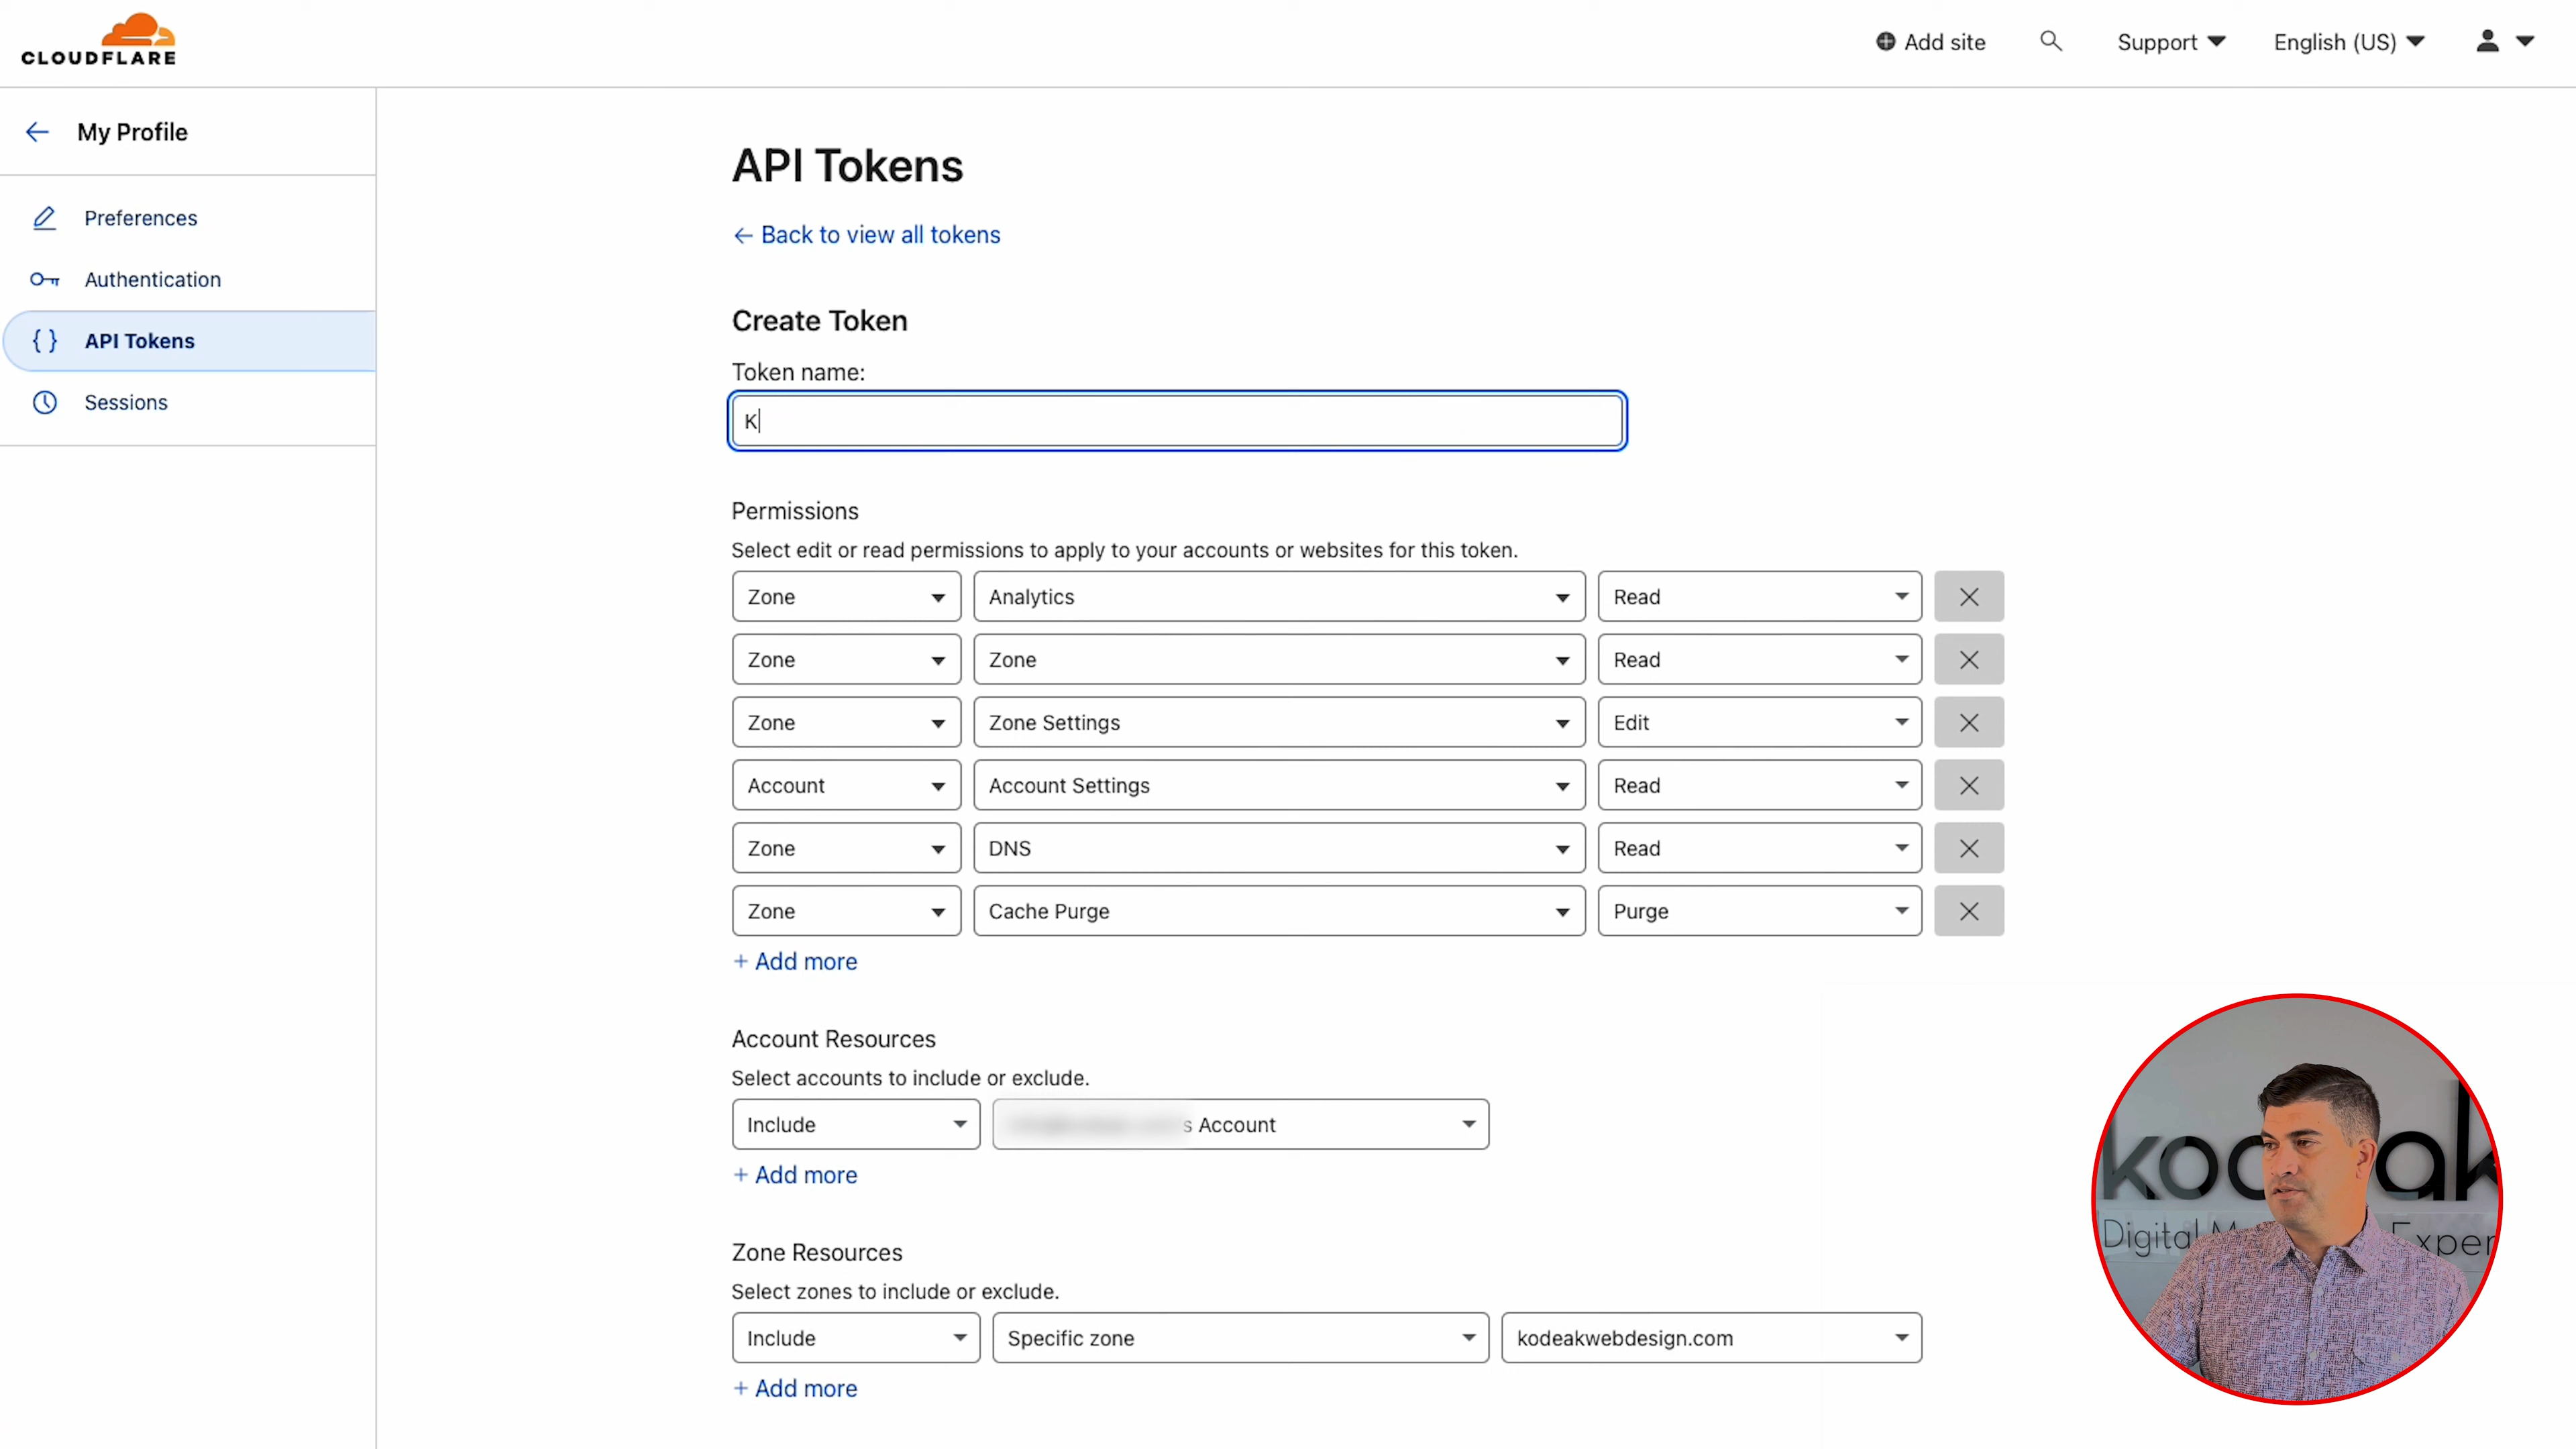 CLOUDFLARE
Add site
Support
English (US)
My Profile
Preferences
Authentication
API Tokens
Sessions
API Tokens
← Back to view all tokens
Create Token
Token name:
K
Permissions
Select edit or read permissions to apply to your accounts or websites for this token.
Zone Analytics Read
Zone Zone Read
Zone Zone Settings Edit
Account Account Settings Read
Zone DNS Read
Zone Cache Purge Purge
+ Add more
Account Resources
Select accounts to include or exclude.
Include s Account
+ Add more
Zone Resources
Select zones to include or exclude.
Include Specific zone kodeakwebdesign.com
+ Add more
Digital